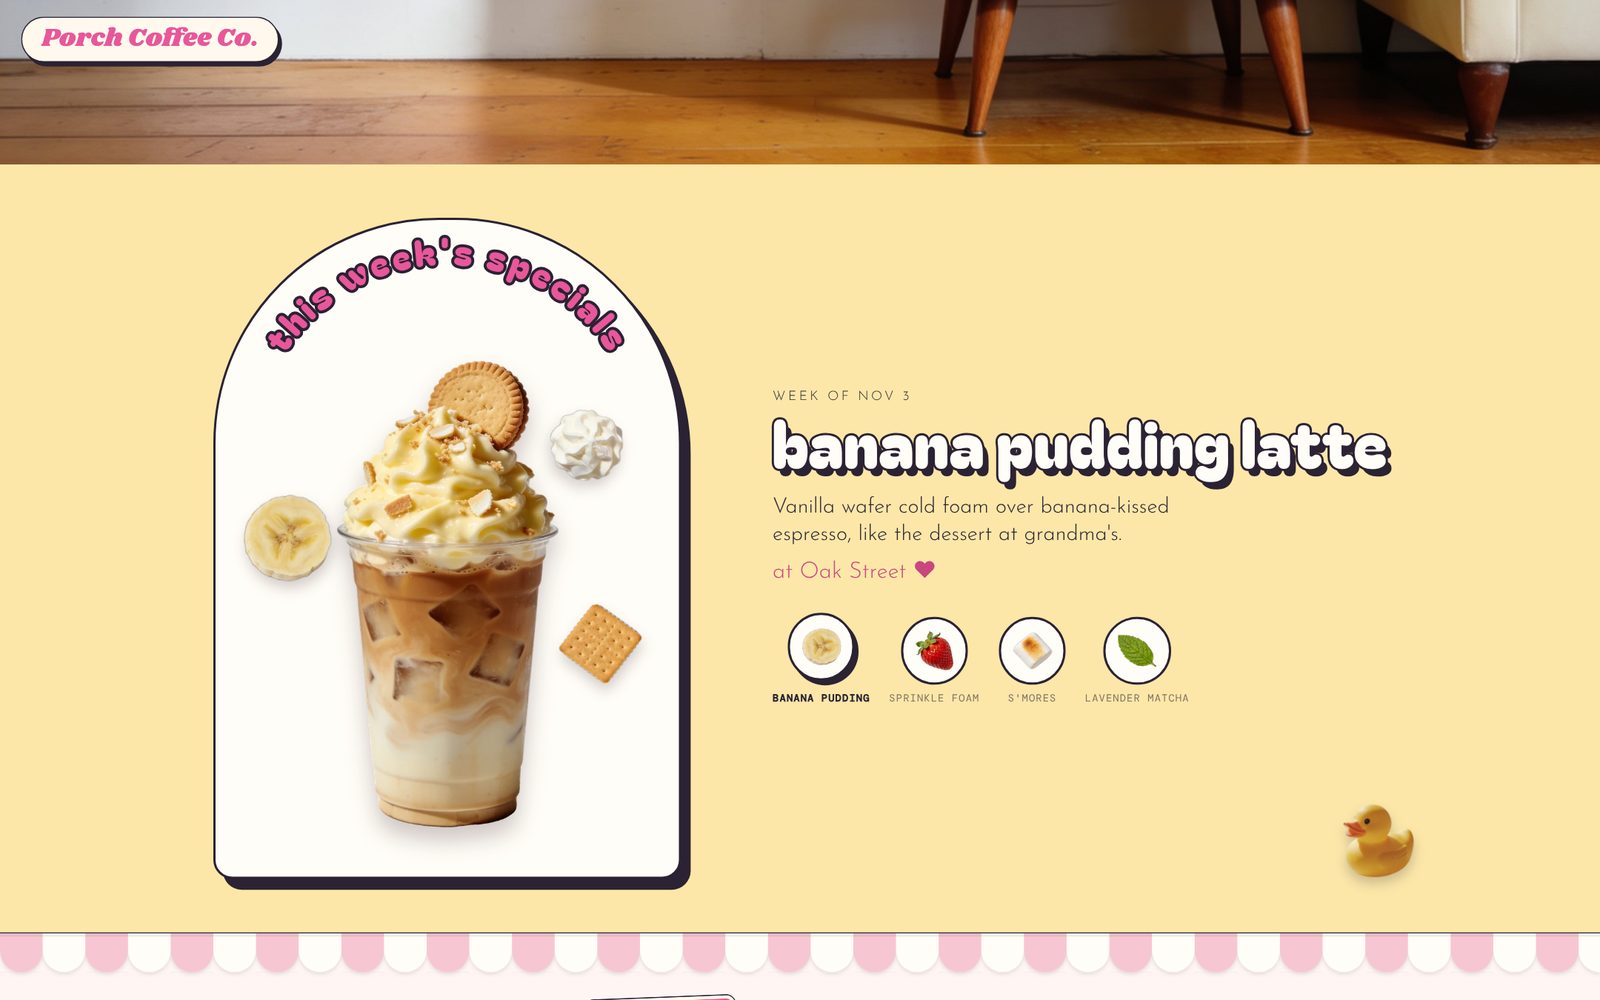 Porch Coffee Co.
this week's specials
WEEK OF NOV 3
banana pudding latte
Vanilla wafer cold foam over banana-kissed
espresso, like the dessert at grandma's.
at Oak Street ♥
BANANA PUDDING
SPRINKLE FOAM
S'MORES
LAVENDER MATCHA